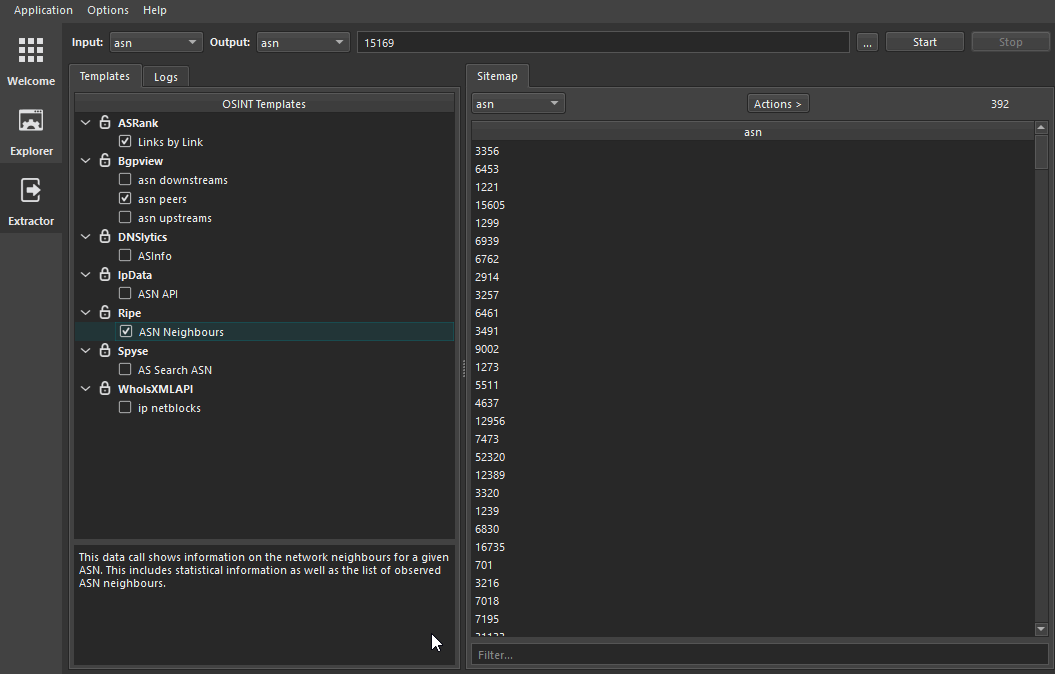 Application Options Help
Input: asn Output: asn 15169 ... Start Stop
Welcome
Explorer
Extractor
Templates Logs
OSINT Templates
ASRank
Links by Link
Bgpview
asn downstreams
asn peers
asn upstreams
DNSlytics
ASInfo
IpData
ASN API
Ripe
ASN Neighbours
Spyse
AS Search ASN
WhoIsXMLAPI
ip netblocks
This data call shows information on the network neighbours for a given
ASN. This includes statistical information as well as the list of observed
ASN neighbours.
Sitemap
asn Actions > 392
asn
3356
6453
1221
15605
1299
6939
6762
2914
3257
6461
3491
9002
1273
5511
4637
12956
7473
52320
12389
3320
1239
6830
16735
701
3216
7018
7195
Filter...